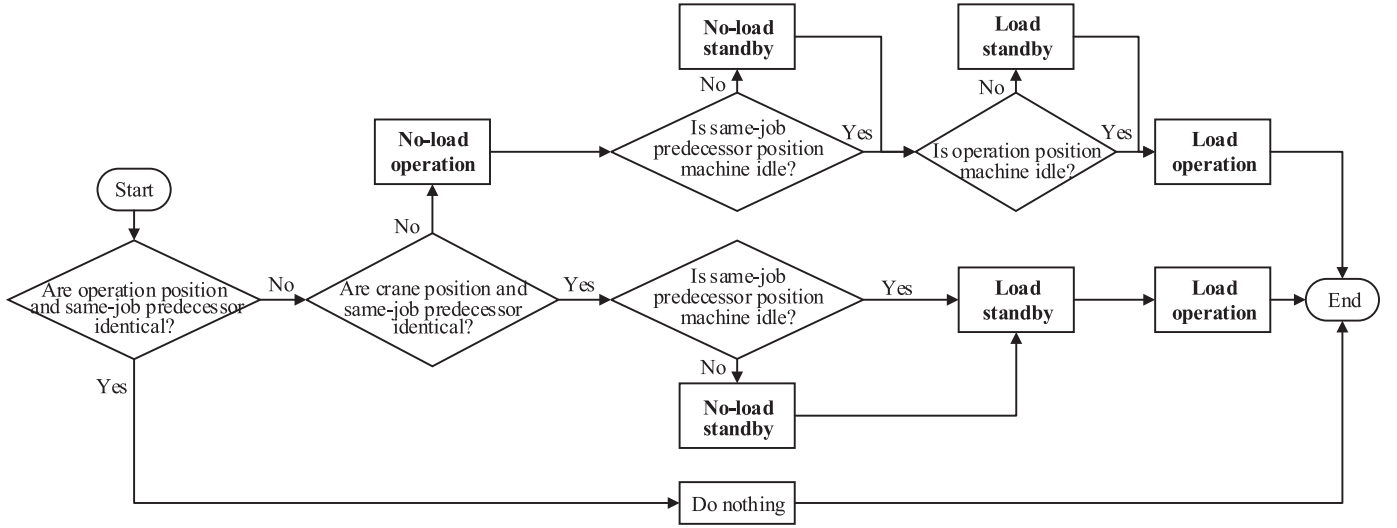 No-load
standby
Load
standby
No
No
No-load
operation
Is same-job
predecessor position
machine idle?
Yes
Is operation position
machine idle?
Yes
Load
operation
Start
No
Are operation position
and same-job predecessor
identical?
No
Are crane position and
same-job predecessor
identical?
Yes
Is same-job
predecessor position
machine idle?
Yes
Load
standby
Load
operation
End
Yes
No
No-load
standby
Do nothing